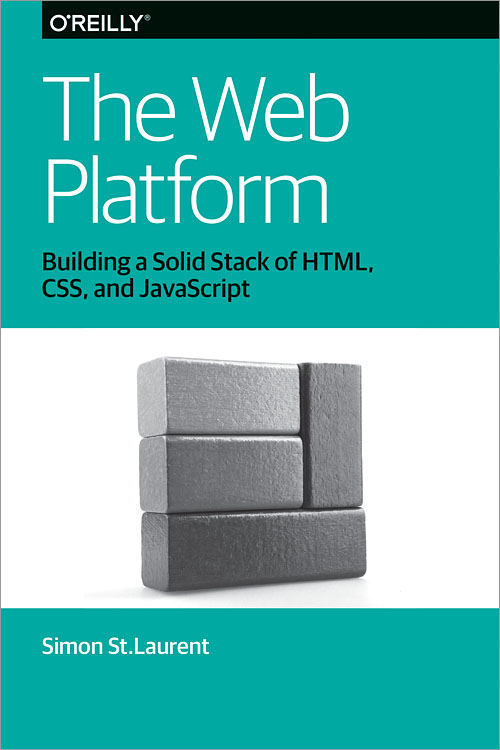 O'REILLY®
The Web
Platform
Building a Solid Stack of HTML,
CSS, and JavaScript
Simon St.Laurent